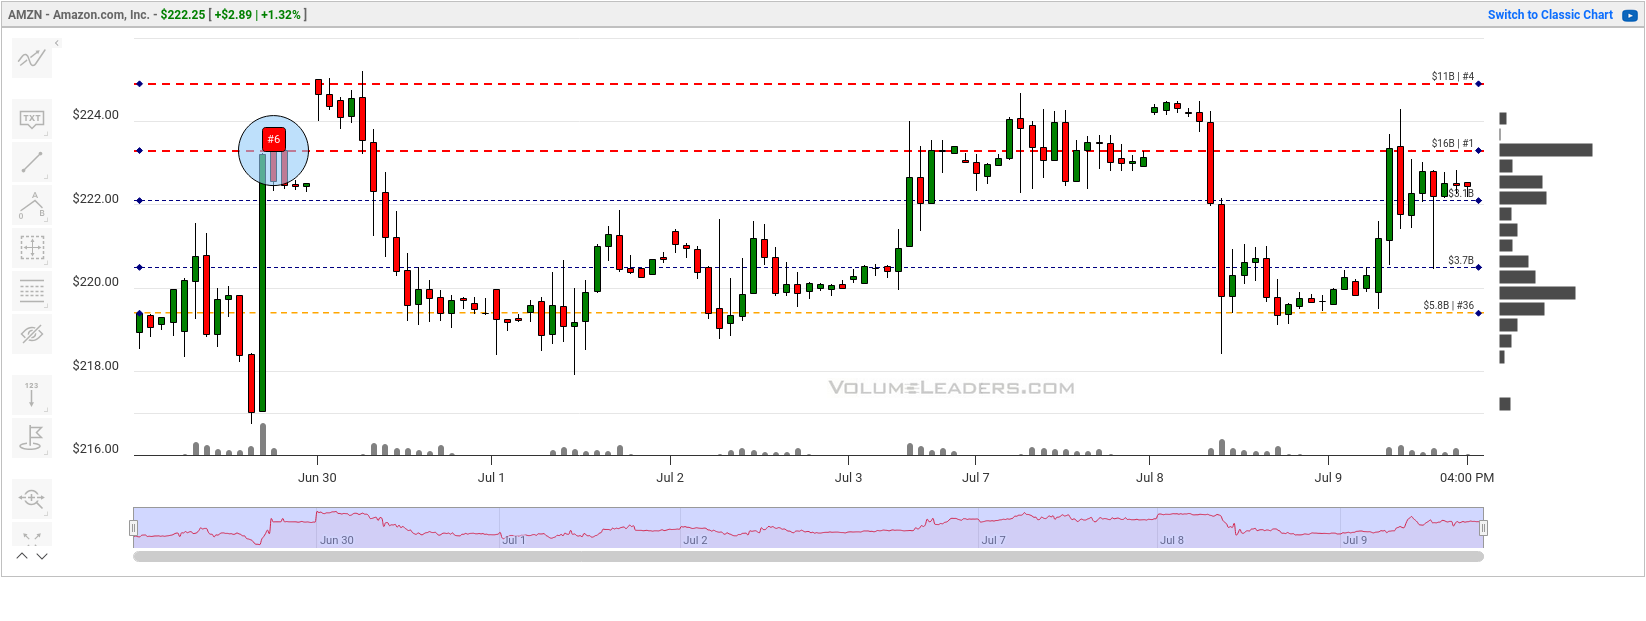 AMZN - Amazon.com, Inc. - $222.25 [ +$2.89 | +1.32% ]
Switch to Classic Chart
TXT
A
0 B
123
$224.00
$222.00
$220.00
$218.00
$216.00
#6
$11B | #4
$16B | #1
$3.1B
$3.7B
$5.8B | #36
VolumeLeaders.com
Jun 30
Jul 1
Jul 2
Jul 3
Jul 7
Jul 8
Jul 9
04:00 PM
Jun 30
Jul 1
Jul 2
Jul 7
Jul 8
Jul 9